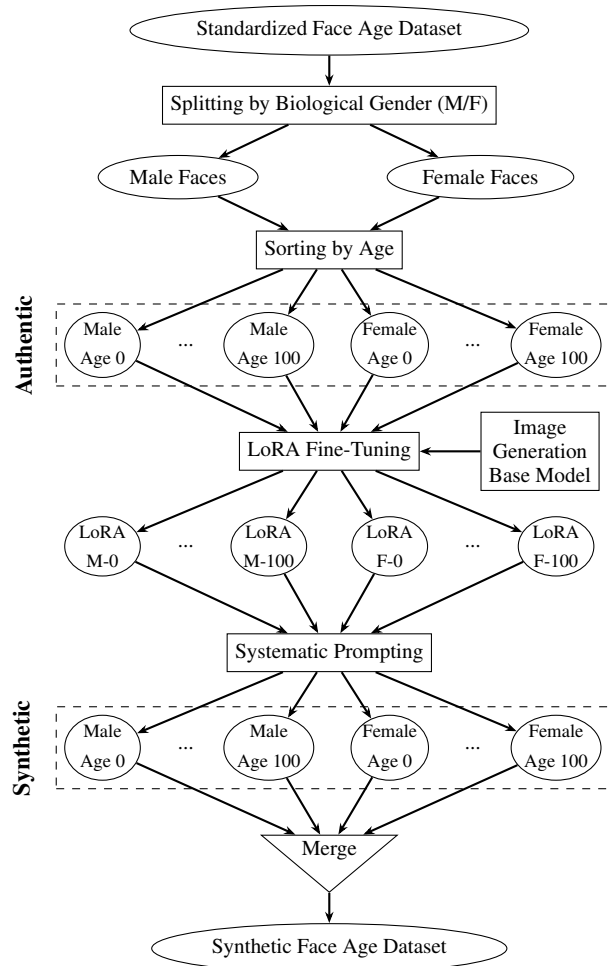 Standardized Face Age Dataset
Splitting by Biological Gender (M/F)
Male Faces
Female Faces
Sorting by Age
Authentic
Male
Age 0
...
Male
Age 100
Female
Age 0
...
Female
Age 100
LoRA Fine-Tuning
Image
Generation
Base Model
LoRA
M-0
...
LoRA
M-100
LoRA
F-0
...
LoRA
F-100
Systematic Prompting
Synthetic
Male
Age 0
...
Male
Age 100
Female
Age 0
...
Female
Age 100
Merge
Synthetic Face Age Dataset